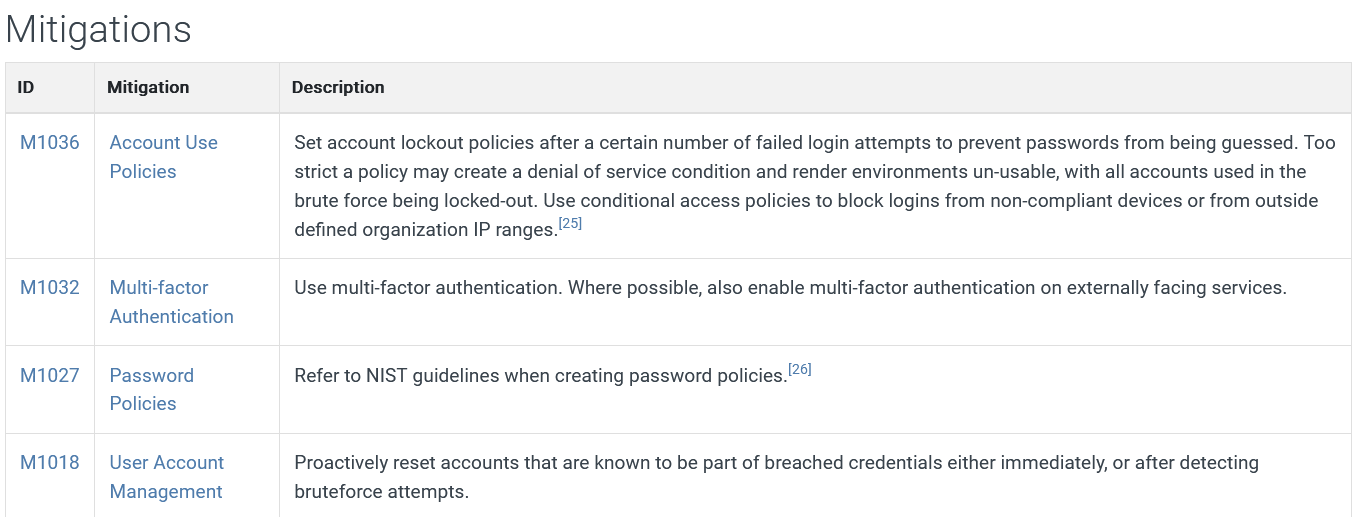 Mitigations
ID Mitigation Description
M1036 Account Use Policies Set account lockout policies after a certain number of failed login attempts to prevent passwords from being guessed. Too
strict a policy may create a denial of service condition and render environments un-usable, with all accounts used in the
brute force being locked-out. Use conditional access policies to block logins from non-compliant devices or from outside
defined organization IP ranges.[25]
M1032 Multi-factor Authentication Use multi-factor authentication. Where possible, also enable multi-factor authentication on externally facing services.
M1027 Password Policies Refer to NIST guidelines when creating password policies.[26]
M1018 User Account Management Proactively reset accounts that are known to be part of breached credentials either immediately, or after detecting
bruteforce attempts.